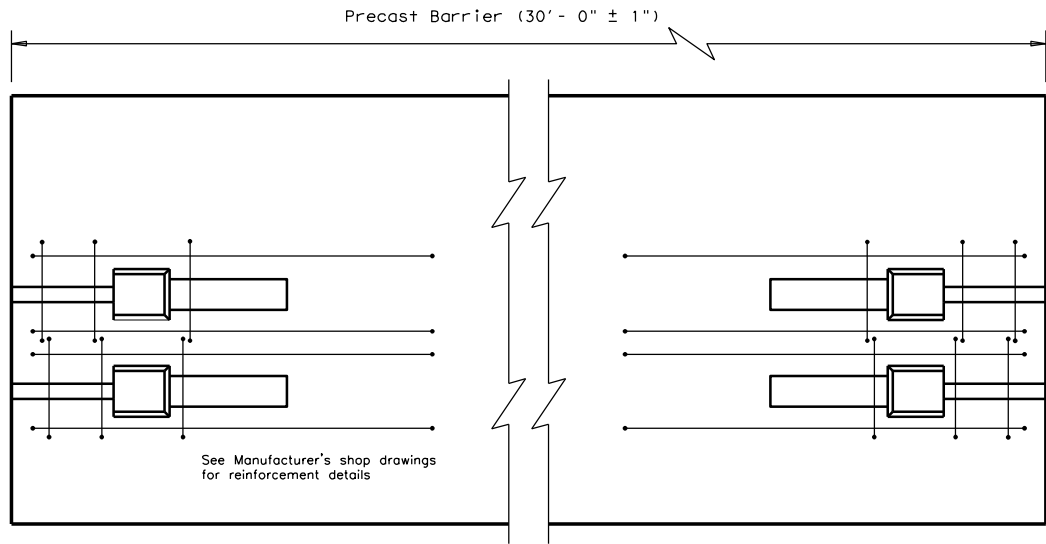 Precast Barrier (30'- 0" ± 1")
See Manufacturer's shop drawings
for reinforcement details